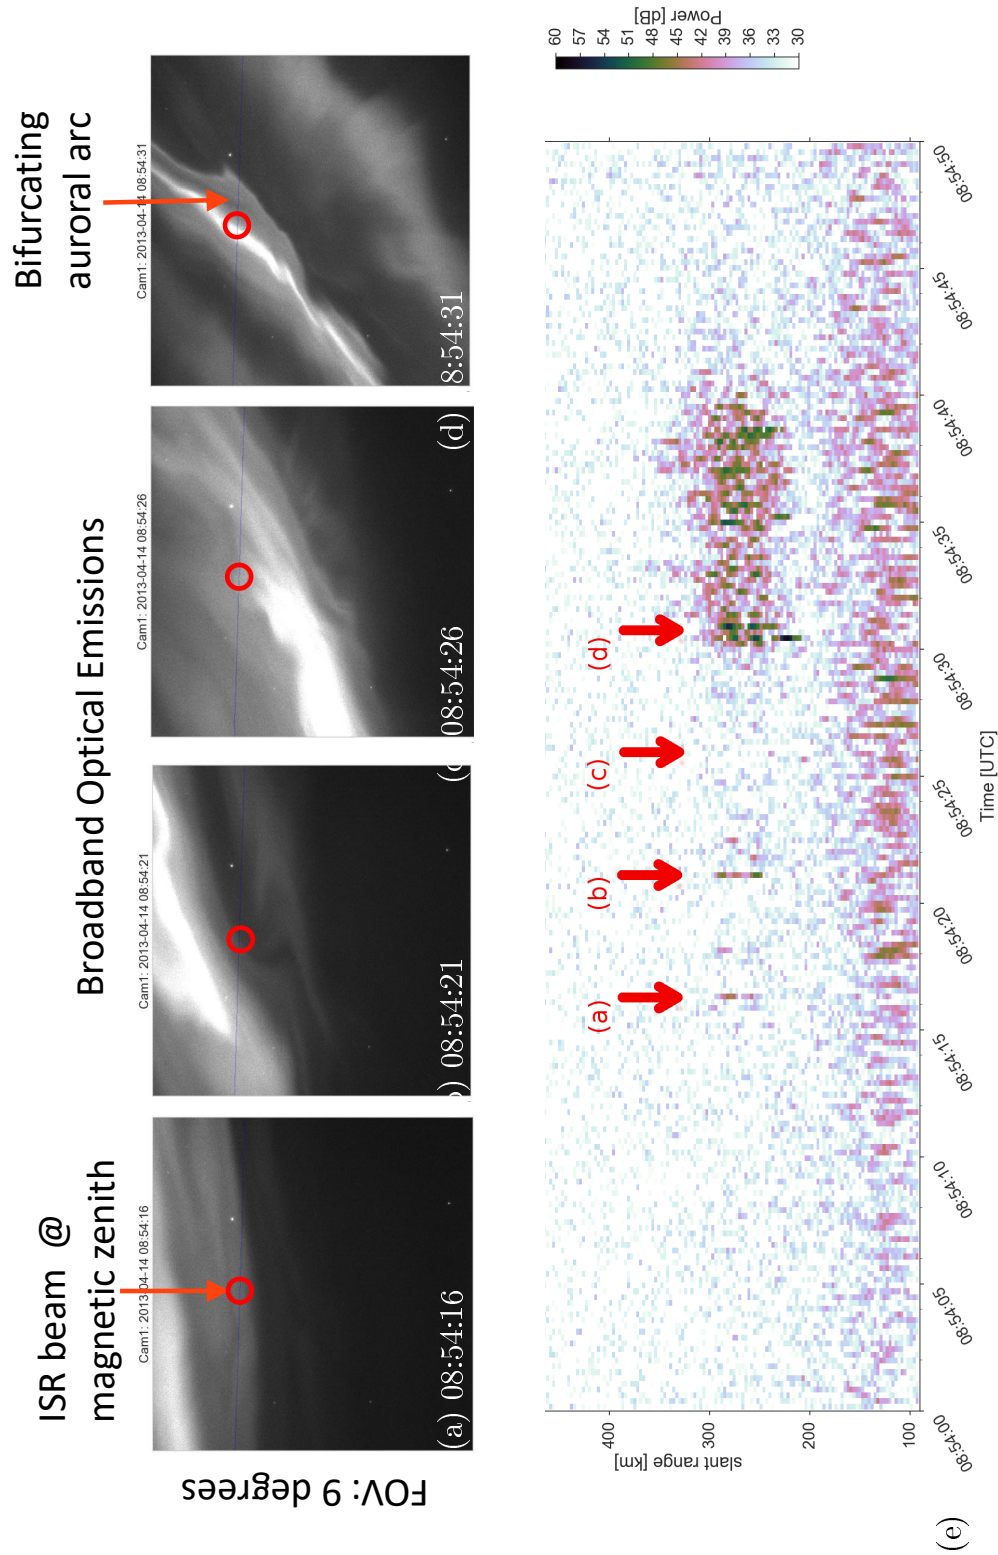 ISR beam @
magnetic zenith
Broadband Optical Emissions
Bifurcating
auroral arc
FOV: 9 degrees
Cam1: 2013-04-14 08:54:16
(a) 08:54:16
Cam1: 2013-04-14 08:54:21
) 08:54:21
Cam1: 2013-04-14 08:54:26
(c 08:54:26
Cam1: 2013-04-14 08:54:31
(d) 8:54:31
(e)
slant range [km]
400
300
200
100
(a)
(b)
(c)
(d)
08:54:00
08:54:05
08:54:10
08:54:15
08:54:20
08:54:25
08:54:30
08:54:35
08:54:40
08:54:45
08:54:50
Time [UTC]
60
57
54
51
48
45
42
39
36
33
30
Power [dB]